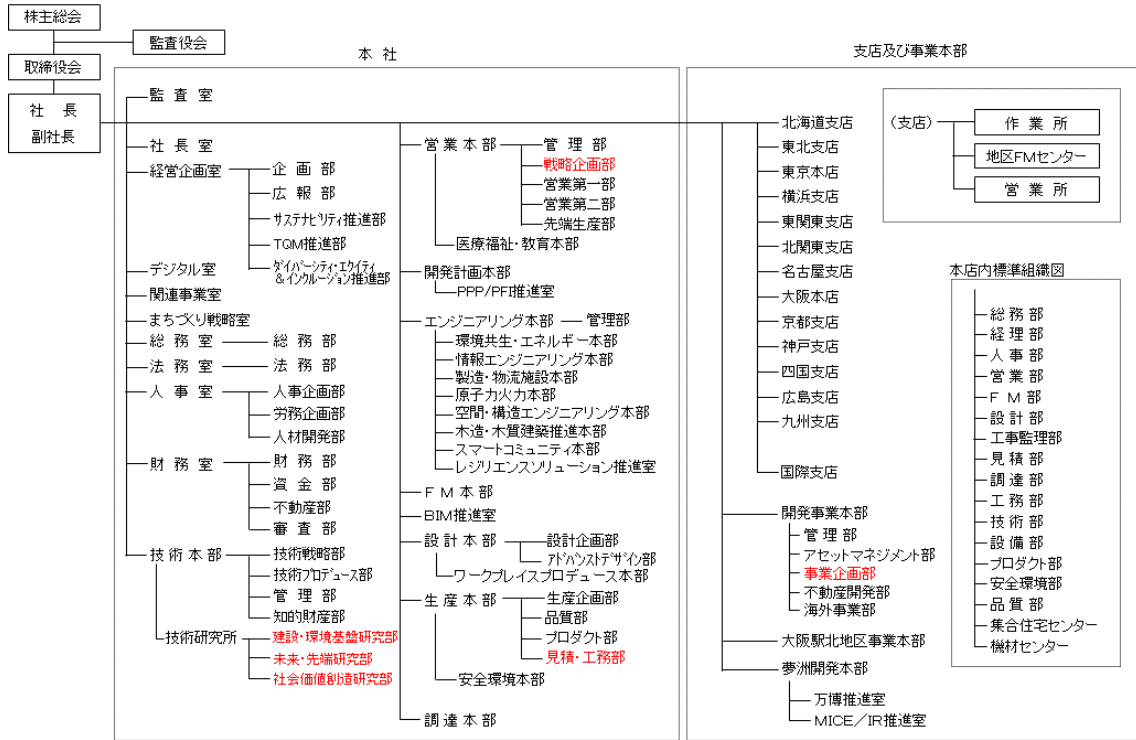 株主総会
監査役会
取締役会
社 長
副社長
本 社
監 査 室
社 長 室
経営企画室
企 画 部
広 報 部
サステナビリティ推進部
TQM推進部
ダイバーシティ・エクイティ
&インクルージョン推進部
デジタル室
関連事業室
まちづくり戦略室
総 務 室
総 務 部
法 務 室
法 務 部
人 事 室
人事企画部
労務企画部
人材開発部
財 務 室
財 務 部
資 金 部
不動産部
審 査 部
技 術 本 部
技術戦略部
技術プロデュース部
管 理 部
知的財産部
技術研究所
建設・環境基盤研究部
未来・先端研究部
社会価値創造研究部
営 業 本 部
管 理 部
戦略企画部
営業第一部
営業第二部
先端生産部
医療福祉・教育本部
開発計画本部
PPP/PFI推進室
エンジニアリング本部
管理部
環境共生・エネルギー本部
情報エンジニアリング本部
製造・物流施設本部
原子力火力本部
空間・構造エンジニアリング本部
木造・木質建築推進本部
スマートコミュニティ本部
レジリエンスソリューション推進室
F M 本 部
BIM推進室
設 計 本 部
設計企画部
アドバンストデザイン部
ワークプレイスプロデュース本部
生 産 本 部
生産企画部
品質部
プロダクト部
見積・工務部
安全環境本部
調 達 本 部
支店及び事業本部
北海道支店
東北支店
東京本店
横浜支店
東関東支店
北関東支店
名古屋支店
大阪本店
京都支店
神戸支店
四国支店
広島支店
九州支店
国際支店
開発事業本部
管 理 部
アセットマネジメント部
事業企画部
不動産開発部
海外事業部
大阪駅北地区事業本部
夢洲開発本部
万博推進室
MICE/IR推進室
(支店)
作 業 所
地区FMセンター
営 業 所
本店内標準組織図
総 務 部
経 理 部
人 事 部
営 業 部
F M 部
設 計 部
工事監理部
見 積 部
調 達 部
工 務 部
技 術 部
設 備 部
プロダクト部
安全環境部
品 質 部
集合住宅センター
機材センター